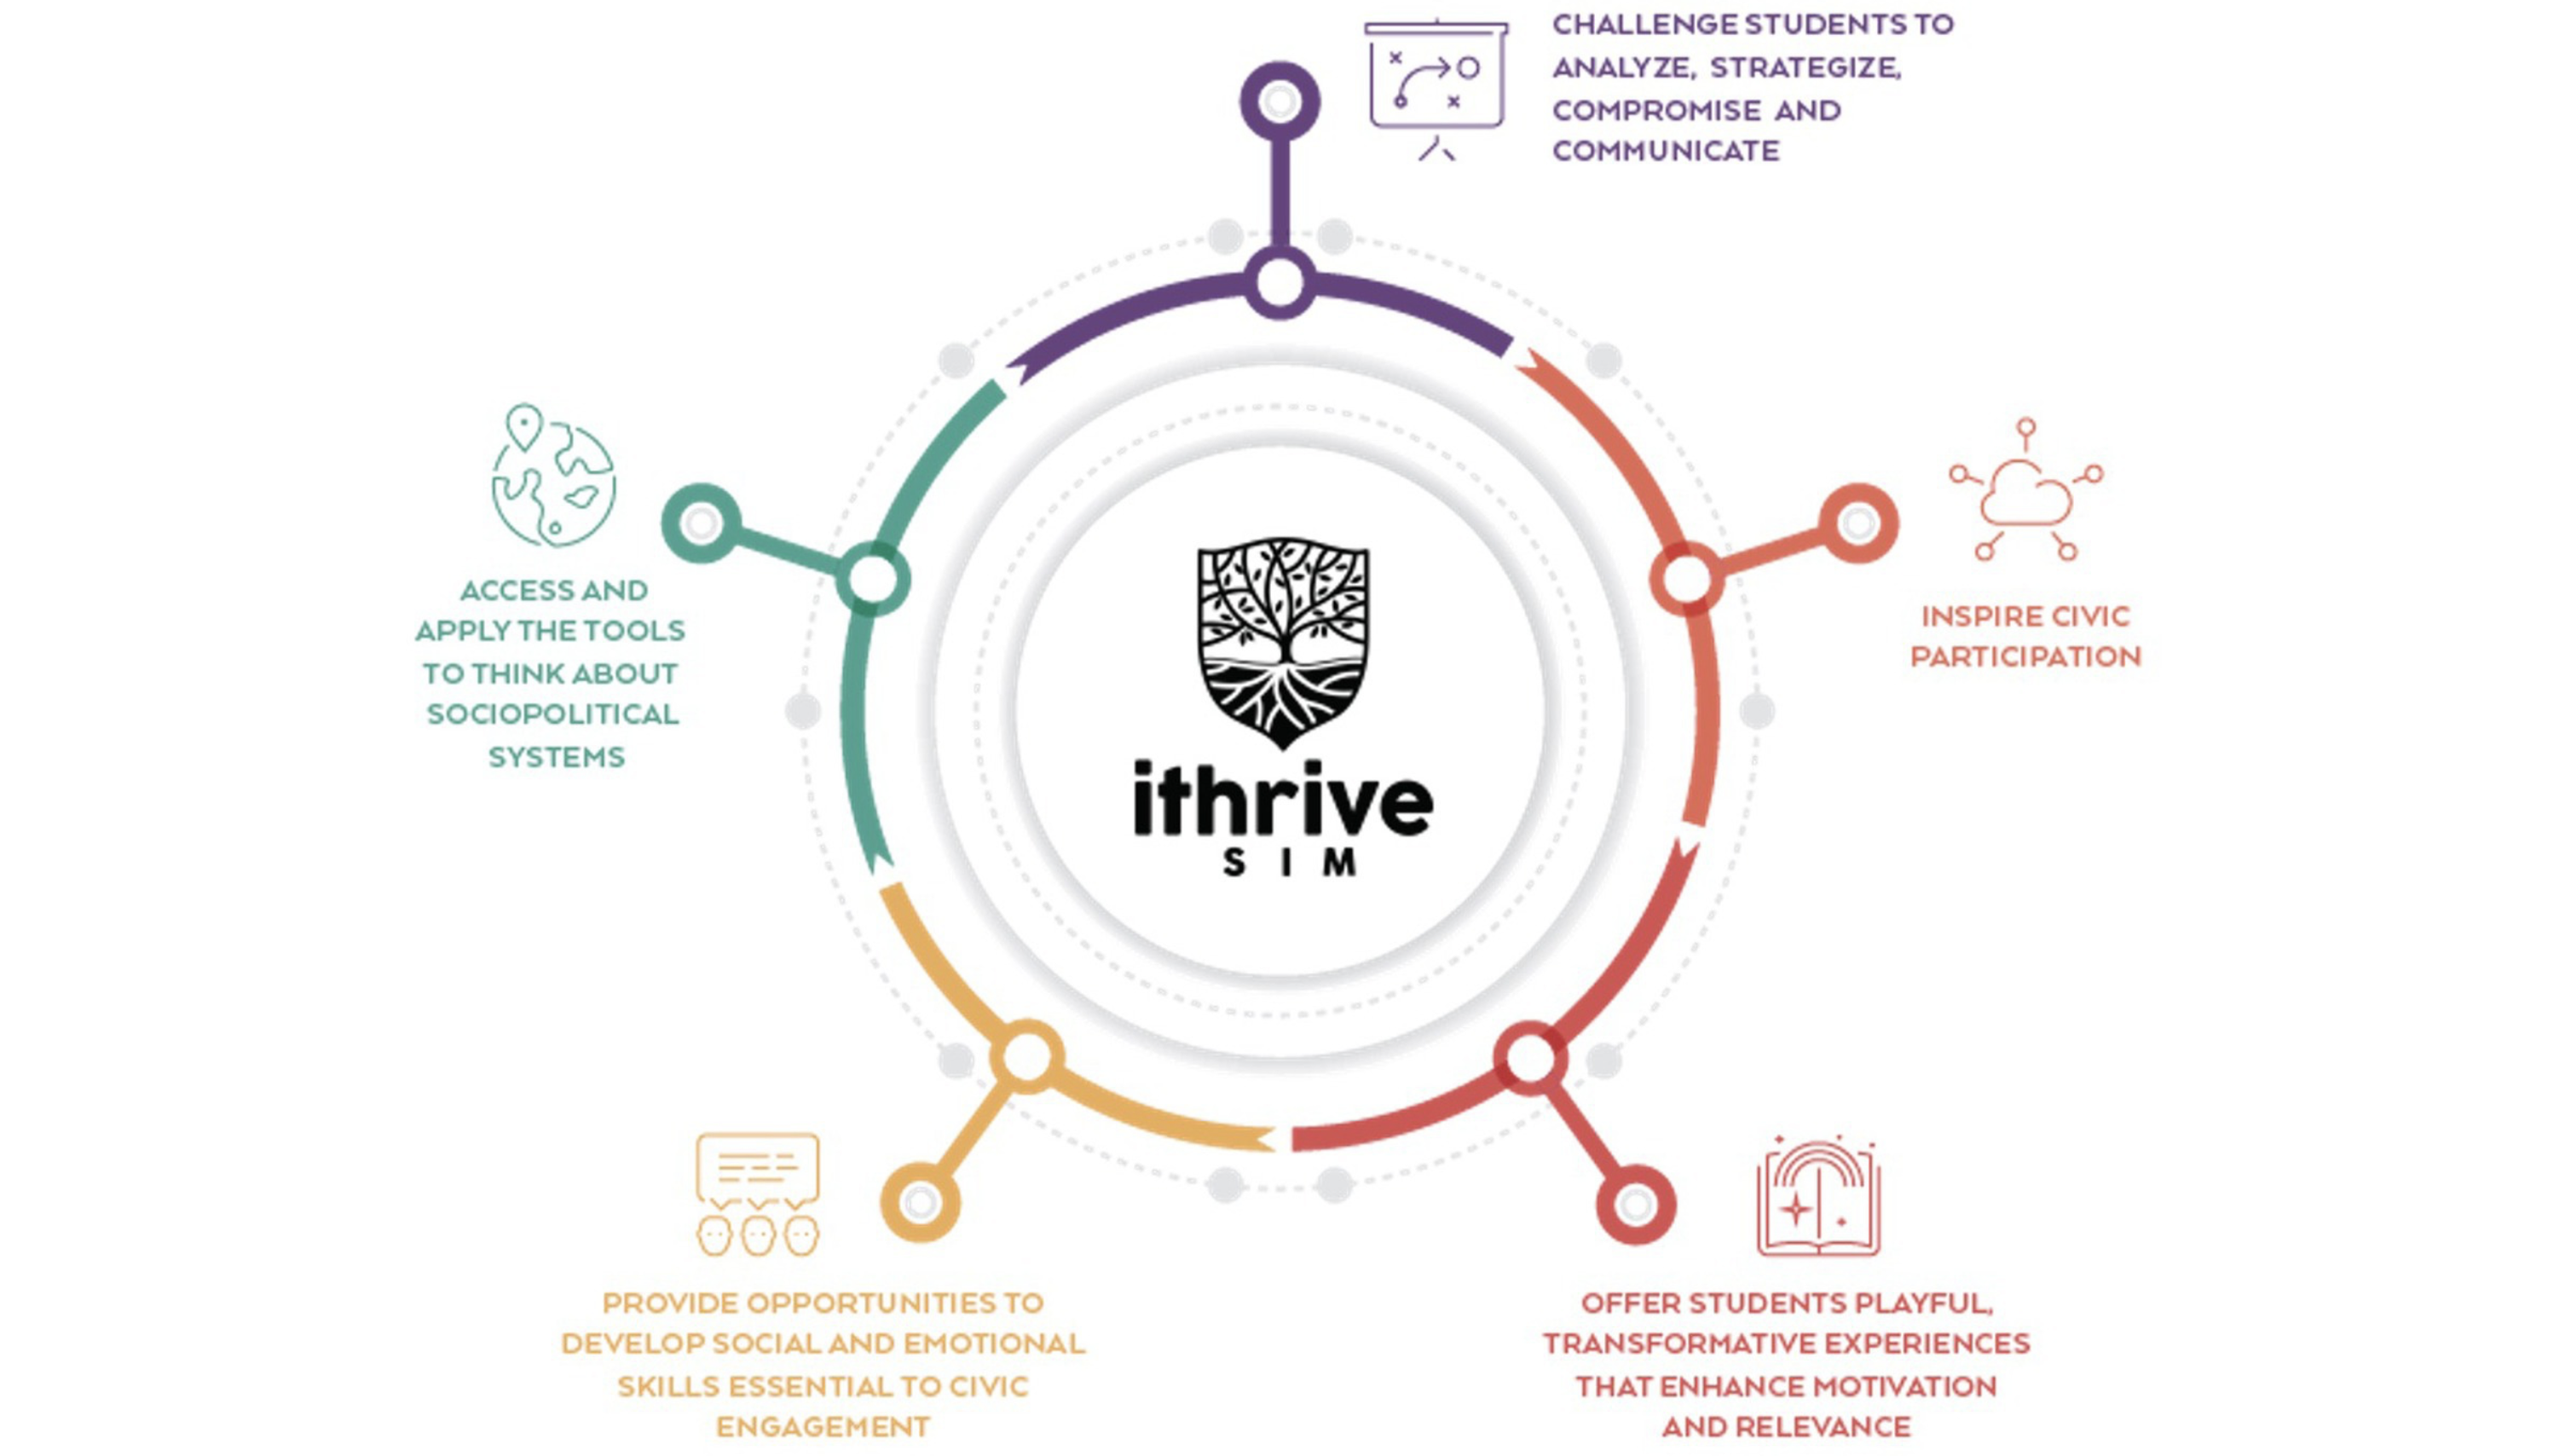 CHALLENGE STUDENTS TO
ANALYZE, STRATEGIZE,
COMPROMISE AND
COMMUNICATE
ACCESS AND
APPLY THE TOOLS
TO THINK ABOUT
SOCIOPOLITICAL
SYSTEMS
INSPIRE CIVIC
PARTICIPATION
ithrive
SIM
PROVIDE OPPORTUNITIES TO
DEVELOP SOCIAL AND EMOTIONAL
SKILLS ESSENTIAL TO CIVIC
ENGAGEMENT
OFFER STUDENTS PLAYFUL,
TRANSFORMATIVE EXPERIENCES
THAT ENHANCE MOTIVATION
AND RELEVANCE